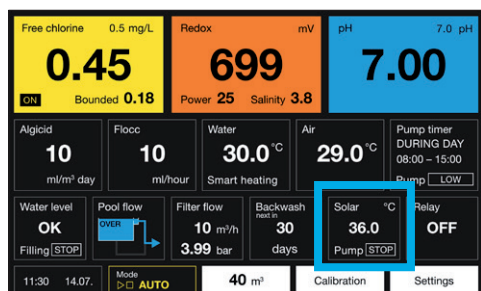 Free chlorine 0.5 mg/L
0.45
ON Bounded 0.18
Redox mV
699
Power 25 Salinity 3.8
pH 7.0 pH
7.00
Algicid
10
ml/m³ day
Flocc
10
ml/hour
Water
30.0 °C
Smart heating
Air
29.0 °C
Pump timer
DURING DAY
08:00 – 15:00
Pump LOW
Water level
OK
Filling STOP
Pool flow
OVER
Filter flow
10 m³/h
3.99 bar
Backwash
next in
30
days
Solar °C
36.0
Pump STOP
Relay
OFF
11:30 14.07.
Mode
AUTO
40 m³
Calibration
Settings